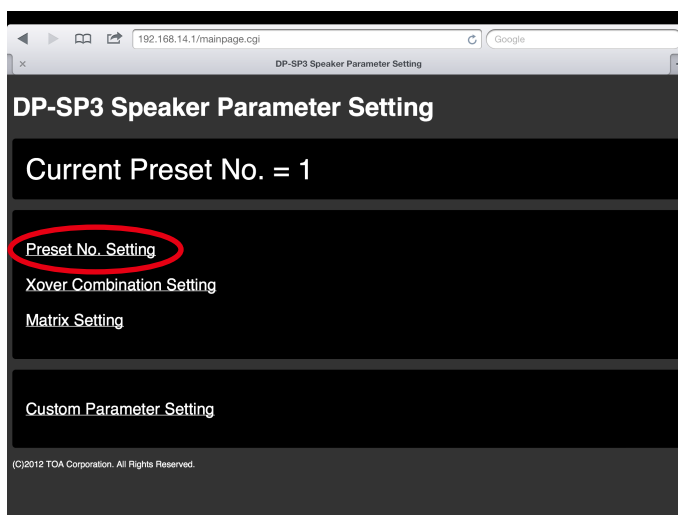 192.168.14.1/mainpage.cgi
Google
DP-SP3 Speaker Parameter Setting
DP-SP3 Speaker Parameter Setting
Current Preset No. = 1
Preset No. Setting
Xover Combination Setting
Matrix Setting
Custom Parameter Setting
(C)2012 TOA Corporation. All Rights Reserved.